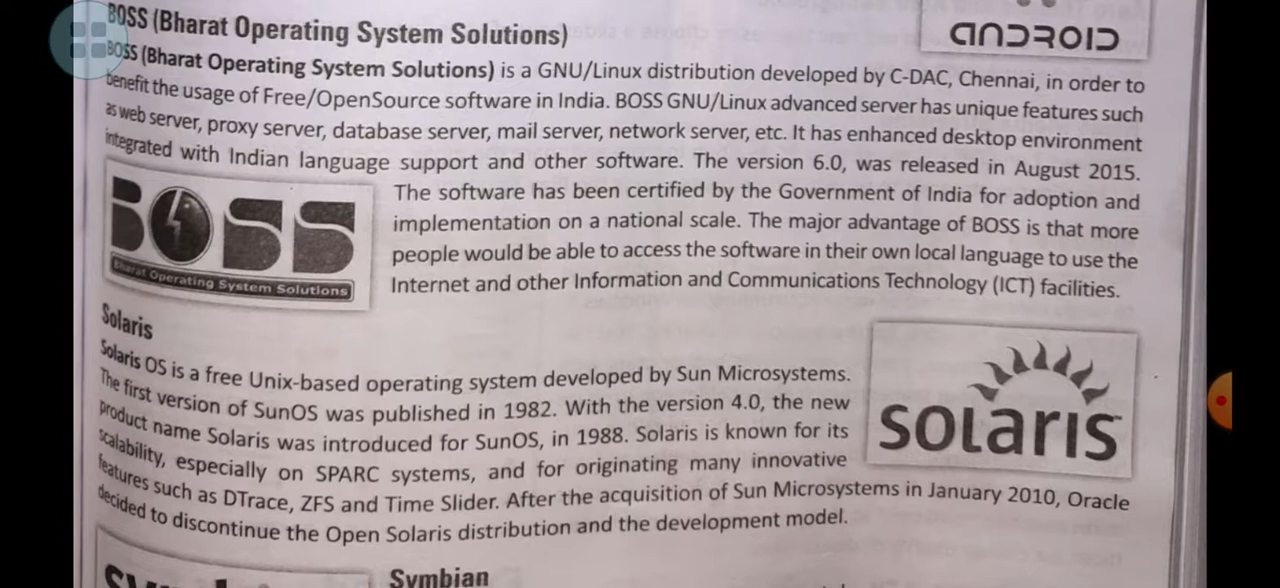 BOSS (Bharat Operating System Solutions)
ANDROID
BOSS (Bharat Operating System Solutions) is a GNU/Linux distribution developed by C-DAC, Chennai, in order to
benefit the usage of Free/OpenSource software in India. BOSS GNU/Linux advanced server has unique features such
as web server, proxy server, database server, mail server, network server, etc. It has enhanced desktop environment
integrated with Indian language support and other software. The version 6.0, was released in August 2015.
The software has been certified by the Government of India for adoption and
implementation on a national scale. The major advantage of BOSS is that more
people would be able to access the software in their own local language to use the
Internet and other Information and Communications Technology (ICT) facilities.
BOSS
Bharat Operating System Solutions
Solaris
Solaris OS is a free Unix-based operating system developed by Sun Microsystems.
The first version of SunOS was published in 1982. With the version 4.0, the new
product name Solaris was introduced for SunOS, in 1988. Solaris is known for its
scalability, especially on SPARC systems, and for originating many innovative
features such as DTrace, ZFS and Time Slider. After the acquisition of Sun Microsystems in January 2010, Oracle
decided to discontinue the Open Solaris distribution and the development model.
solaris
Symbian